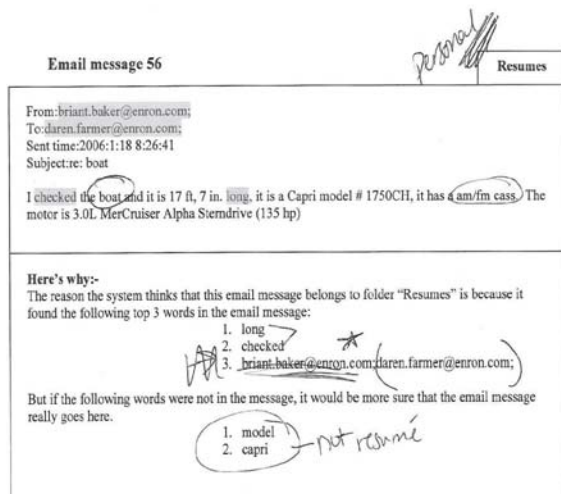 Personal
Email message 56
Resumes
From:briant.baker@enron.com;
To:daren.farmer@enron.com;
Sent time:2006:1:18 8:26:41
Subject:re: boat
I checked the boat and it is 17 ft, 7 in. long, it is a Capri model # 1750CH, it has a am/fm cass. The
motor is 3.0L MerCruiser Alpha Sterndrive (135 hp)
Here's why:-
The reason the system thinks that this email message belongs to folder "Resumes" is because it
found the following top 3 words in the email message:
1. long
2. checked
3. briant.baker@enron.com;daren.farmer@enron.com;
But if the following words were not in the message, it would be more sure that the email message
really goes here.
1. model
2. capri
not resumé